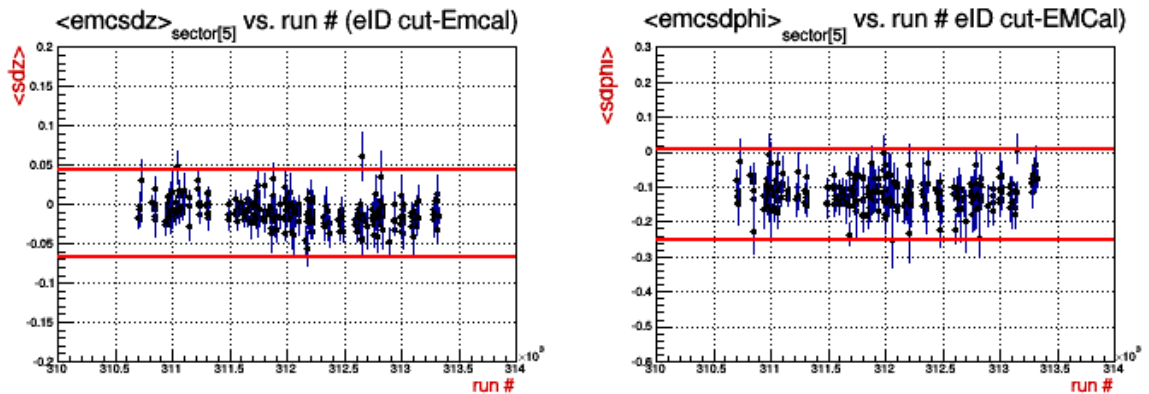 <emcsdz>sector[5] vs. run # (eID cut-Emcal)
<sdz>
0.2
0.15
0.1
0.05
0
-0.05
-0.1
-0.15
-0.2
310 310.5 311 311.5 312 312.5 313 313.5 314
×10³
run #
<emcsdphi>sector[5] vs. run # eID cut-EMCal)
<sdphi>
0.3
0.2
0.1
0
-0.1
-0.2
-0.3
-0.4
-0.5
-0.6
310 310.5 311 311.5 312 312.5 313 313.5 314
×10³
run #